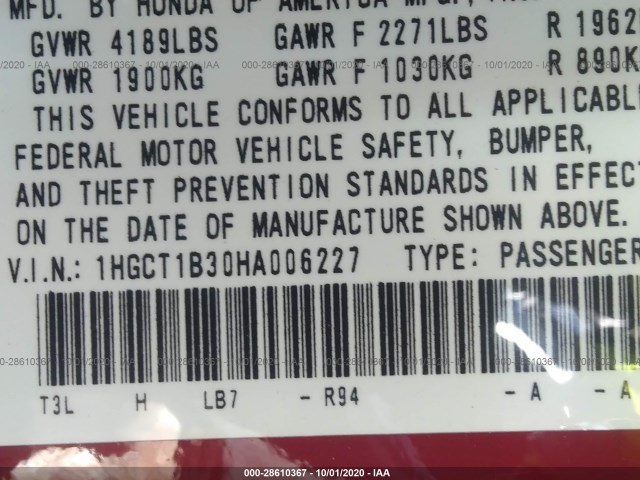 MFD. BY HONDA OF AMERICA MFG.,
GVWR 4189LBS GAWR F 2271LBS R 1962
GVWR 1900KG GAWR F 1030KG R 890K
THIS VEHICLE CONFORMS TO ALL APPLICABL
FEDERAL MOTOR VEHICLE SAFETY, BUMPER,
AND THEFT PREVENTION STANDARDS IN EFFECT
ON THE DATE OF MANUFACTURE SHOWN ABOVE.
V.I.N.: 1HGCT1B30HA006227 TYPE: PASSENGER
T3L H LB7 - R94 - A - A
000-28610367 - 10/01/2020 - IAA